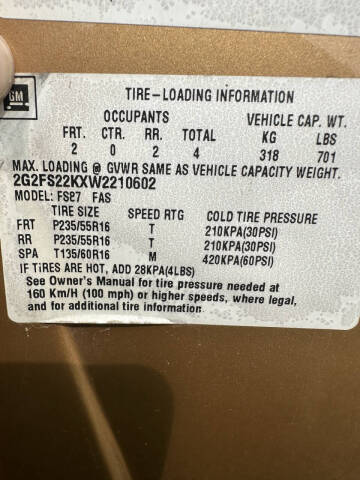 GM
TIRE-LOADING INFORMATION
OCCUPANTS VEHICLE CAP. WT.
FRT. CTR. RR. TOTAL KG LBS
2 0 2 4 318 701
MAX. LOADING @ GVWR SAME AS VEHICLE CAPACITY WEIGHT.
2G2FS22KXW2210602
MODEL: FS87 FAS
TIRE SIZE SPEED RTG COLD TIRE PRESSURE
FRT P235/55R16 T 210KPA(30PSI)
RR P235/55R16 T 210KPA(30PSI)
SPA T135/60R16 M 420KPA(60PSI)
IF TIRES ARE HOT, ADD 28KPA(4LBS)
See Owner's Manual for tire pressure needed at
160 Km/H (100 mph) or higher speeds, where legal,
and for additional tire information